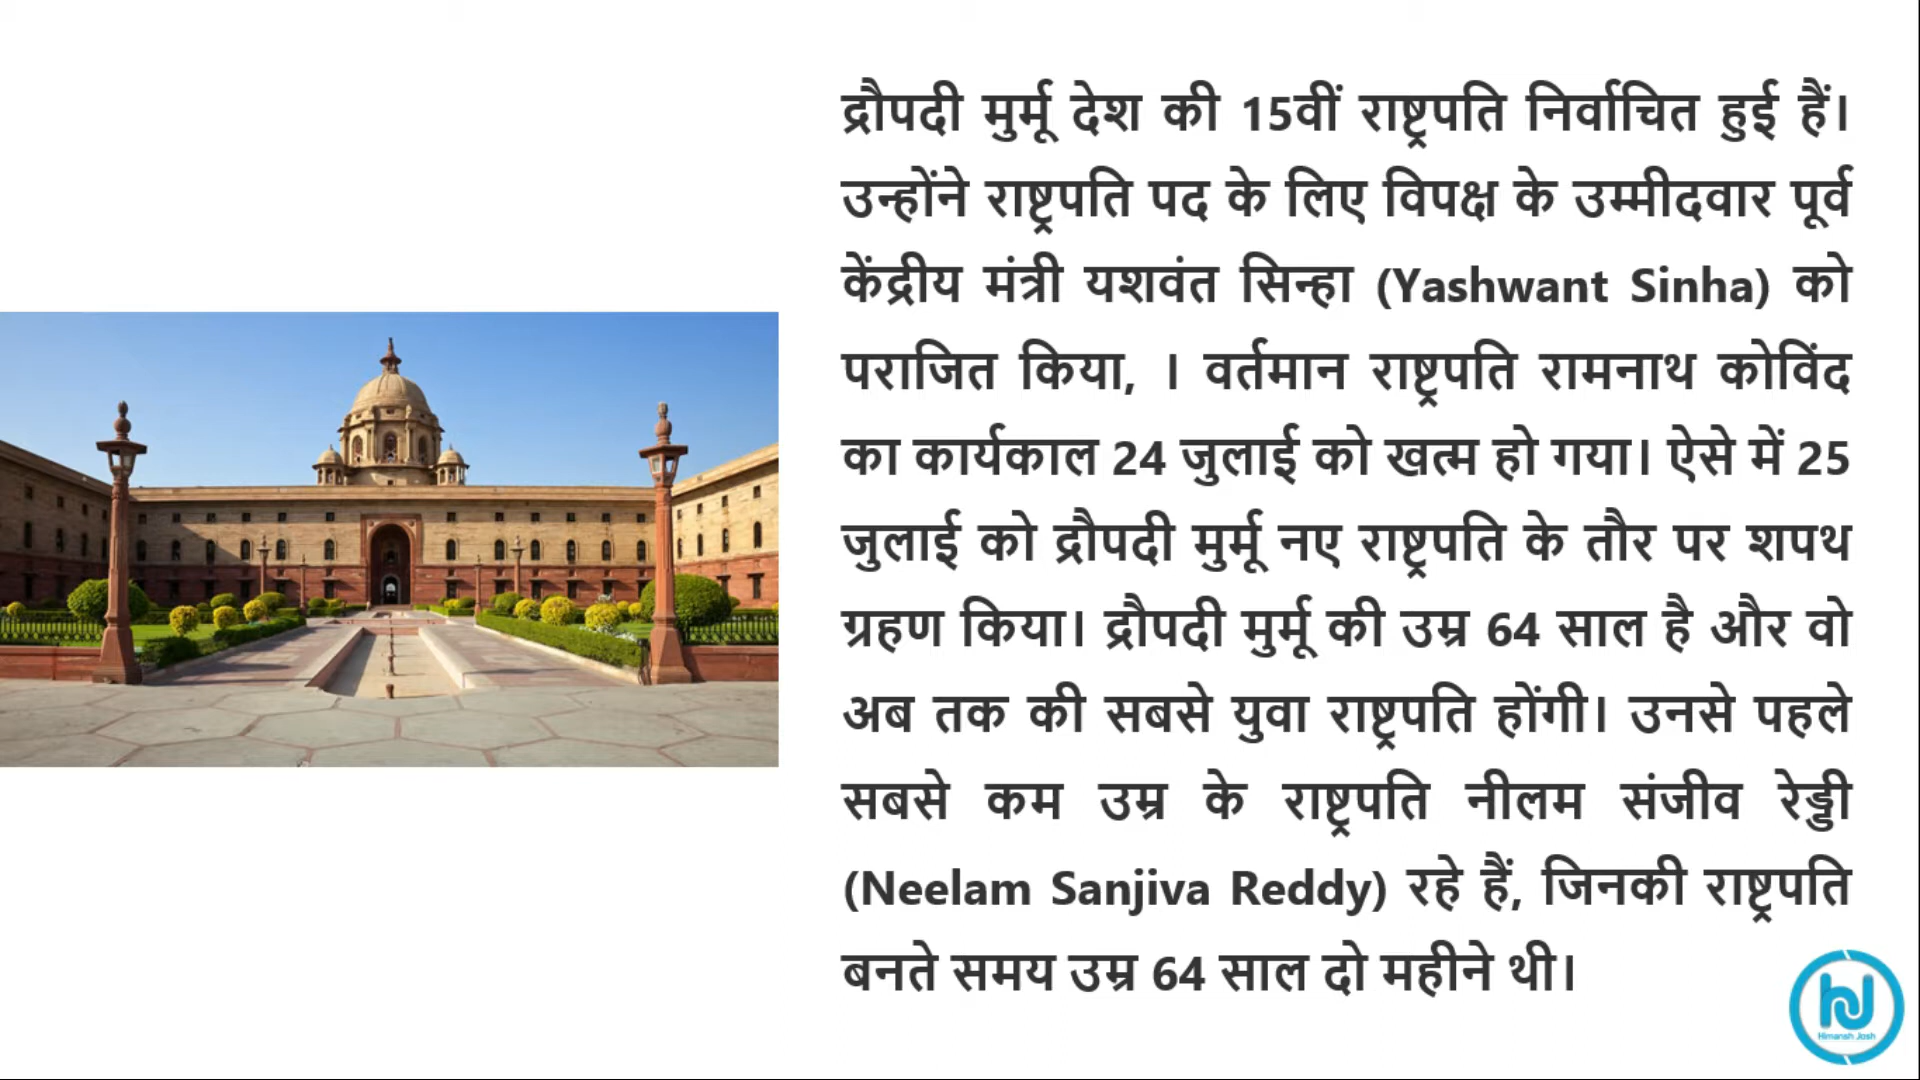 द्रौपदी मुर्मू देश की 15वीं राष्ट्रपति निर्वाचित हुई हैं।
उन्होंने राष्ट्रपति पद के लिए विपक्ष के उम्मीदवार पूर्व
केंद्रीय मंत्री यशवंत सिन्हा (Yashwant Sinha) को
पराजित किया, । वर्तमान राष्ट्रपति रामनाथ कोविंद
का कार्यकाल 24 जुलाई को खत्म हो गया। ऐसे में 25
जुलाई को द्रौपदी मुर्मू नए राष्ट्रपति के तौर पर शपथ
ग्रहण किया। द्रौपदी मुर्मू की उम्र 64 साल है और वो
अब तक की सबसे युवा राष्ट्रपति होंगी। उनसे पहले
सबसे कम उम्र के राष्ट्रपति नीलम संजीव रेड्डी
(Neelam Sanjiva Reddy) रहे हैं, जिनकी राष्ट्रपति
बनते समय उम्र 64 साल दो महीने थी।
Himansh Josh